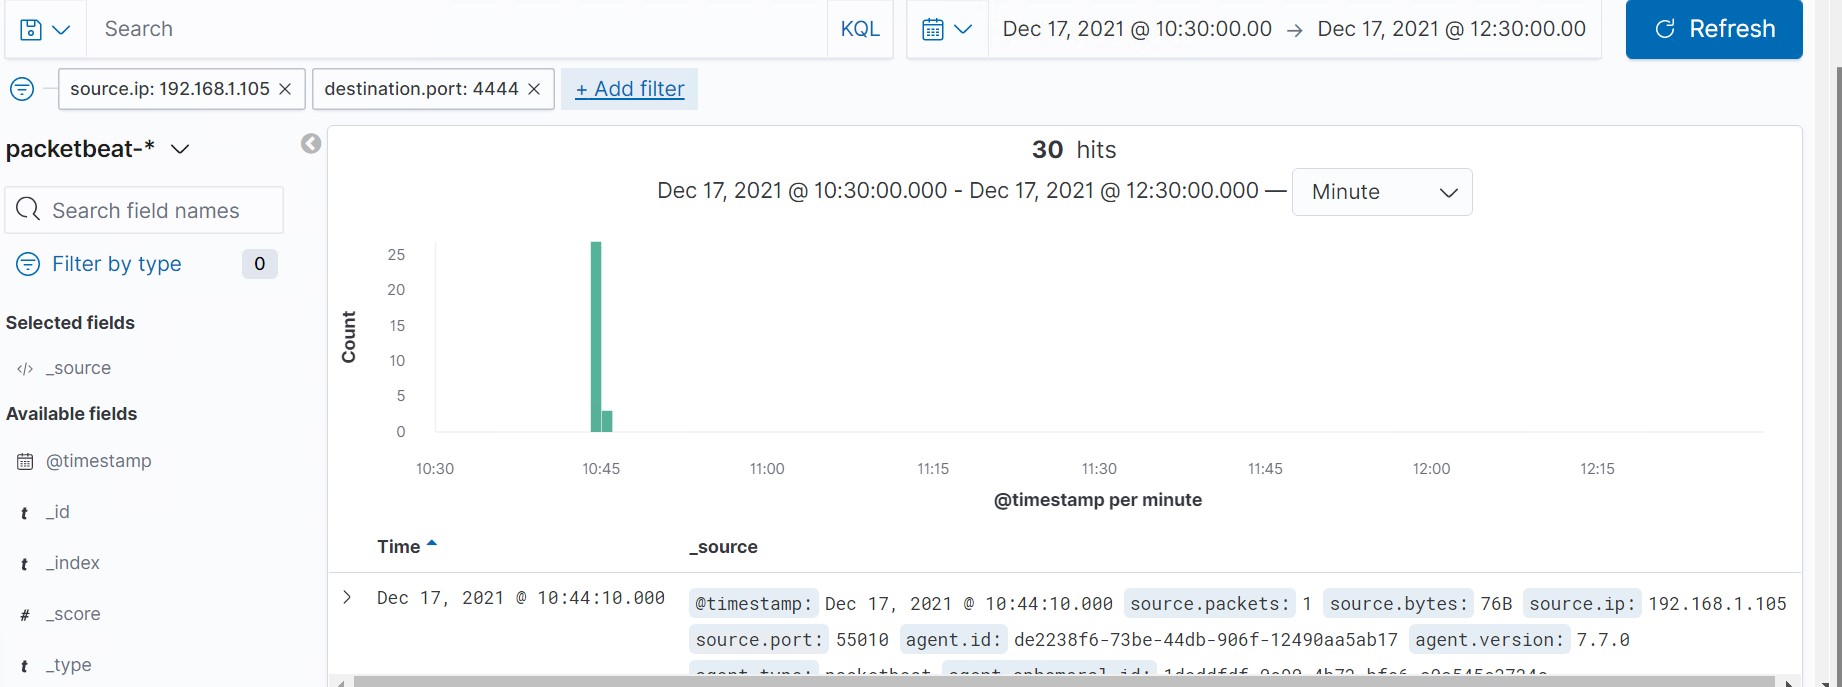 Search KQL Dec 17, 2021 @ 10:30:00.00 → Dec 17, 2021 @ 12:30:00.00 Refresh
source.ip: 192.168.1.105 × destination.port: 4444 × + Add filter
packetbeat-*
Search field names
Filter by type 0
Selected fields
</> _source
Available fields
@timestamp
t _id
t _index
# _score
t _type
30 hits
Dec 17, 2021 @ 10:30:00.000 - Dec 17, 2021 @ 12:30:00.000 — Minute
25
20
15
10
5
0
Count
10:30 10:45 11:00 11:15 11:30 11:45 12:00 12:15
@timestamp per minute
Time _source
Dec 17, 2021 @ 10:44:10.000 @timestamp: Dec 17, 2021 @ 10:44:10.000 source.packets: 1 source.bytes: 76B source.ip: 192.168.1.105
source.port: 55010 agent.id: de2238f6-73be-44db-906f-12490aa5ab17 agent.version: 7.7.0
agent.type: packetbeat agent.ephemeral_id: